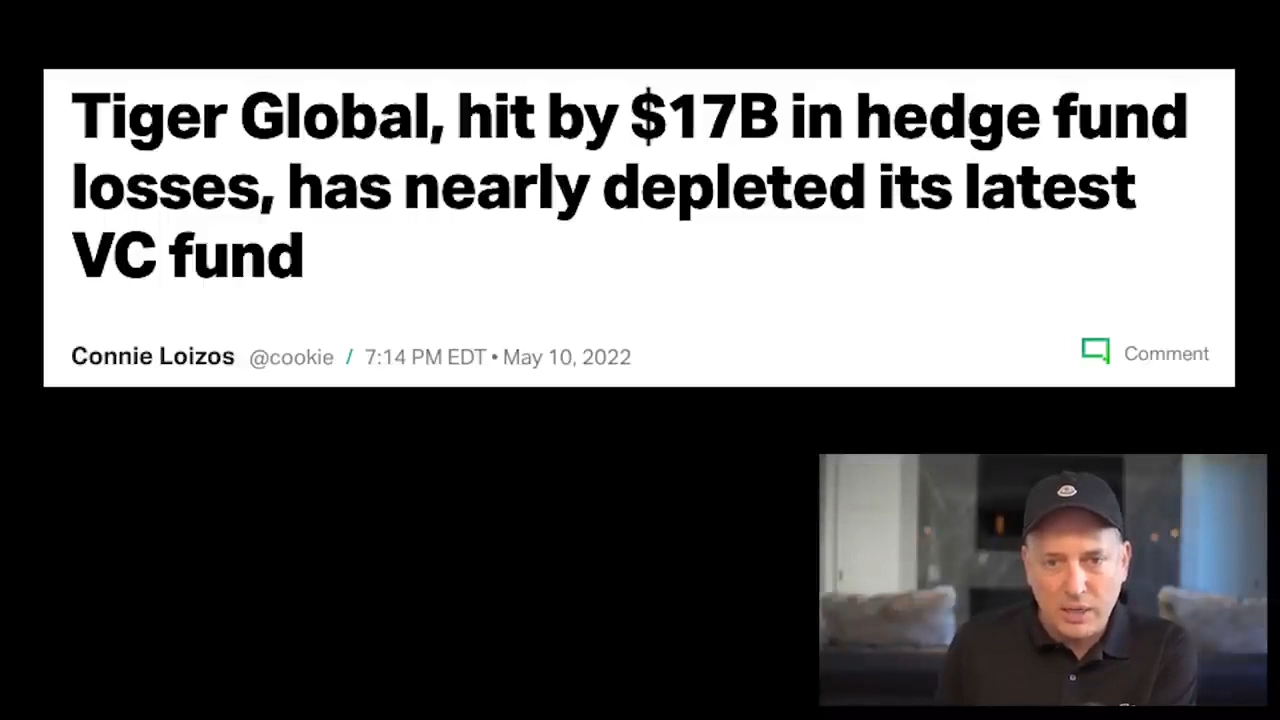 Tiger Global, hit by $17B in hedge fund
losses, has nearly depleted its latest
VC fund
Connie Loizos @cookie / 7:14 PM EDT • May 10, 2022
Comment